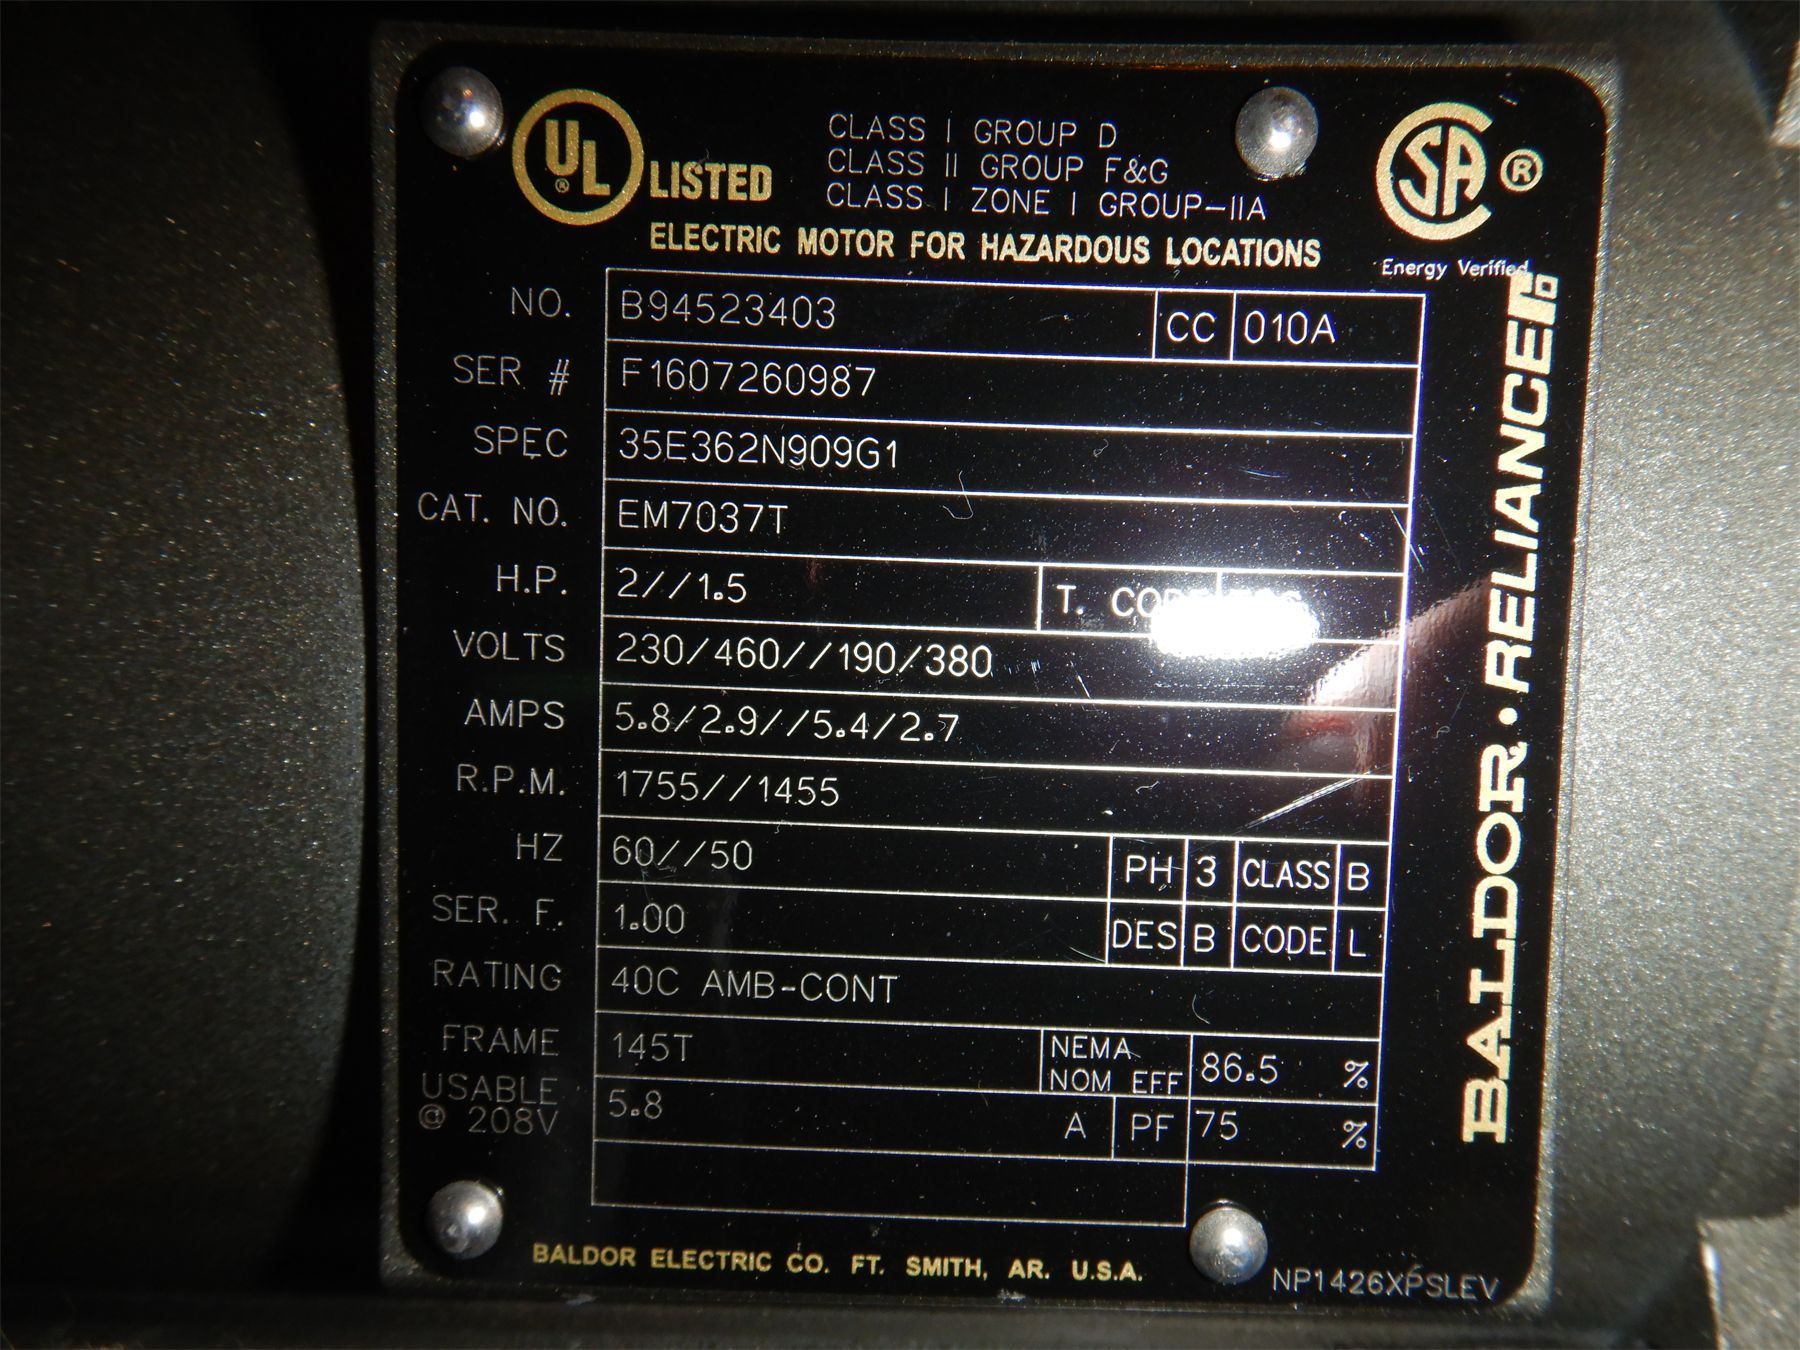 UL ® LISTED
CLASS I GROUP D
CLASS II GROUP F&G
CLASS I ZONE I GROUP-IIA
SA ®
ELECTRIC MOTOR FOR HAZARDOUS LOCATIONS
Energy Verified
NO. B94523403 CC 010A
SER # F1607260987
SPEC 35E362N909G1
CAT. NO. EM7037T
H.P. 2//1.5 T. CODE
VOLTS 230/460//190/380
AMPS 5.8/2.9//5.4/2.7
R.P.M. 1755//1455
HZ 60//50 PH 3 CLASS B
SER. F. 1.00 DES B CODE L
RATING 40C AMB-CONT
FRAME 145T NEMA NOM EFF 86.5 %
USABLE @ 208V 5.8 A PF 75 %
BALDOR • RELIANCE
BALDOR ELECTRIC CO. FT. SMITH, AR. U.S.A.
NP1426XPSLEV